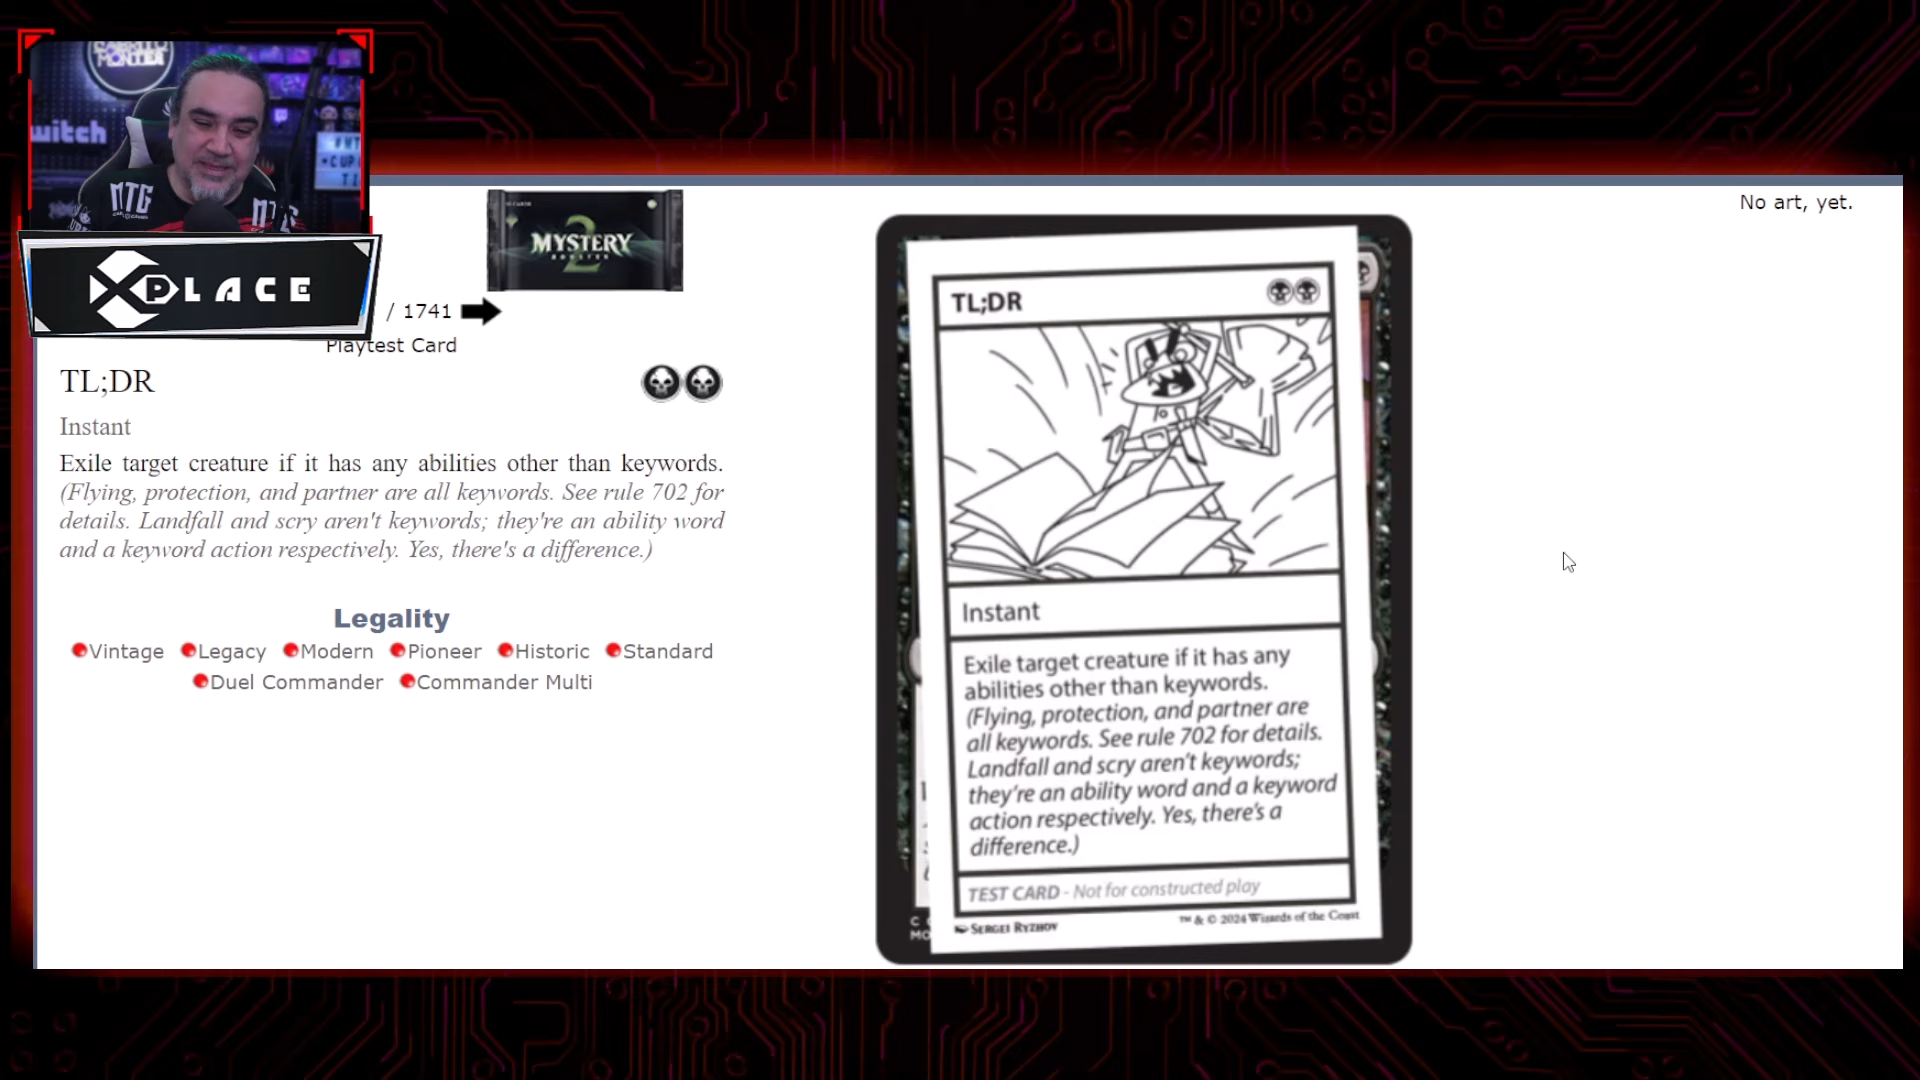 witch
MTG
XPLACE
MYSTERY
2
BOOSTER
No art, yet.
/ 1741
Playtest Card
TL;DR
Instant
Exile target creature if it has any abilities other than keywords.
(Flying, protection, and partner are all keywords. See rule 702 for
details. Landfall and scry aren't keywords; they're an ability word
and a keyword action respectively. Yes, there's a difference.)
Legality
Vintage Legacy Modern Pioneer Historic Standard
Duel Commander Commander Multi
TL;DR
Instant
Exile target creature if it has any
abilities other than keywords.
(Flying, protection, and partner are
all keywords. See rule 702 for details.
Landfall and scry aren't keywords;
they're an ability word and a keyword
action respectively. Yes, there's a
difference.)
TEST CARD - Not for constructed play
SERGEI RYZHOV
™ & © 2024 Wizards of the Coast